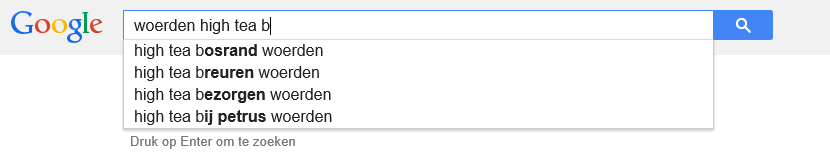 Google
woerden high tea b
high tea bosrand woerden
high tea breuren woerden
high tea bezorgen woerden
high tea bij petrus woerden
Druk op Enter om te zoeken